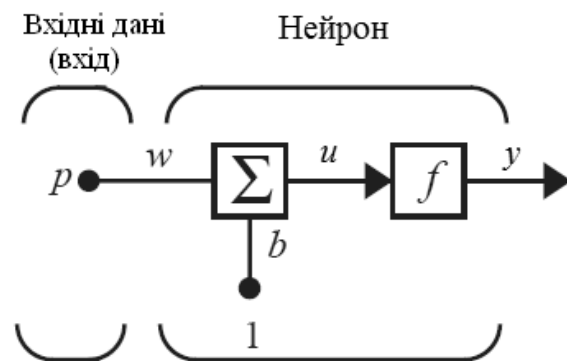 Вхідні дані
(вхід)
Нейрон
p w Σ u f y
b
1